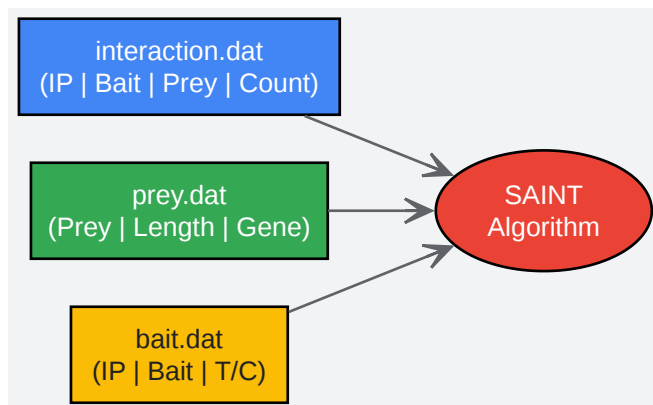 interaction.dat
(IP | Bait | Prey | Count)
prey.dat
(Prey | Length | Gene)
SAINT
Algorithm
bait.dat
(IP | Bait | T/C)